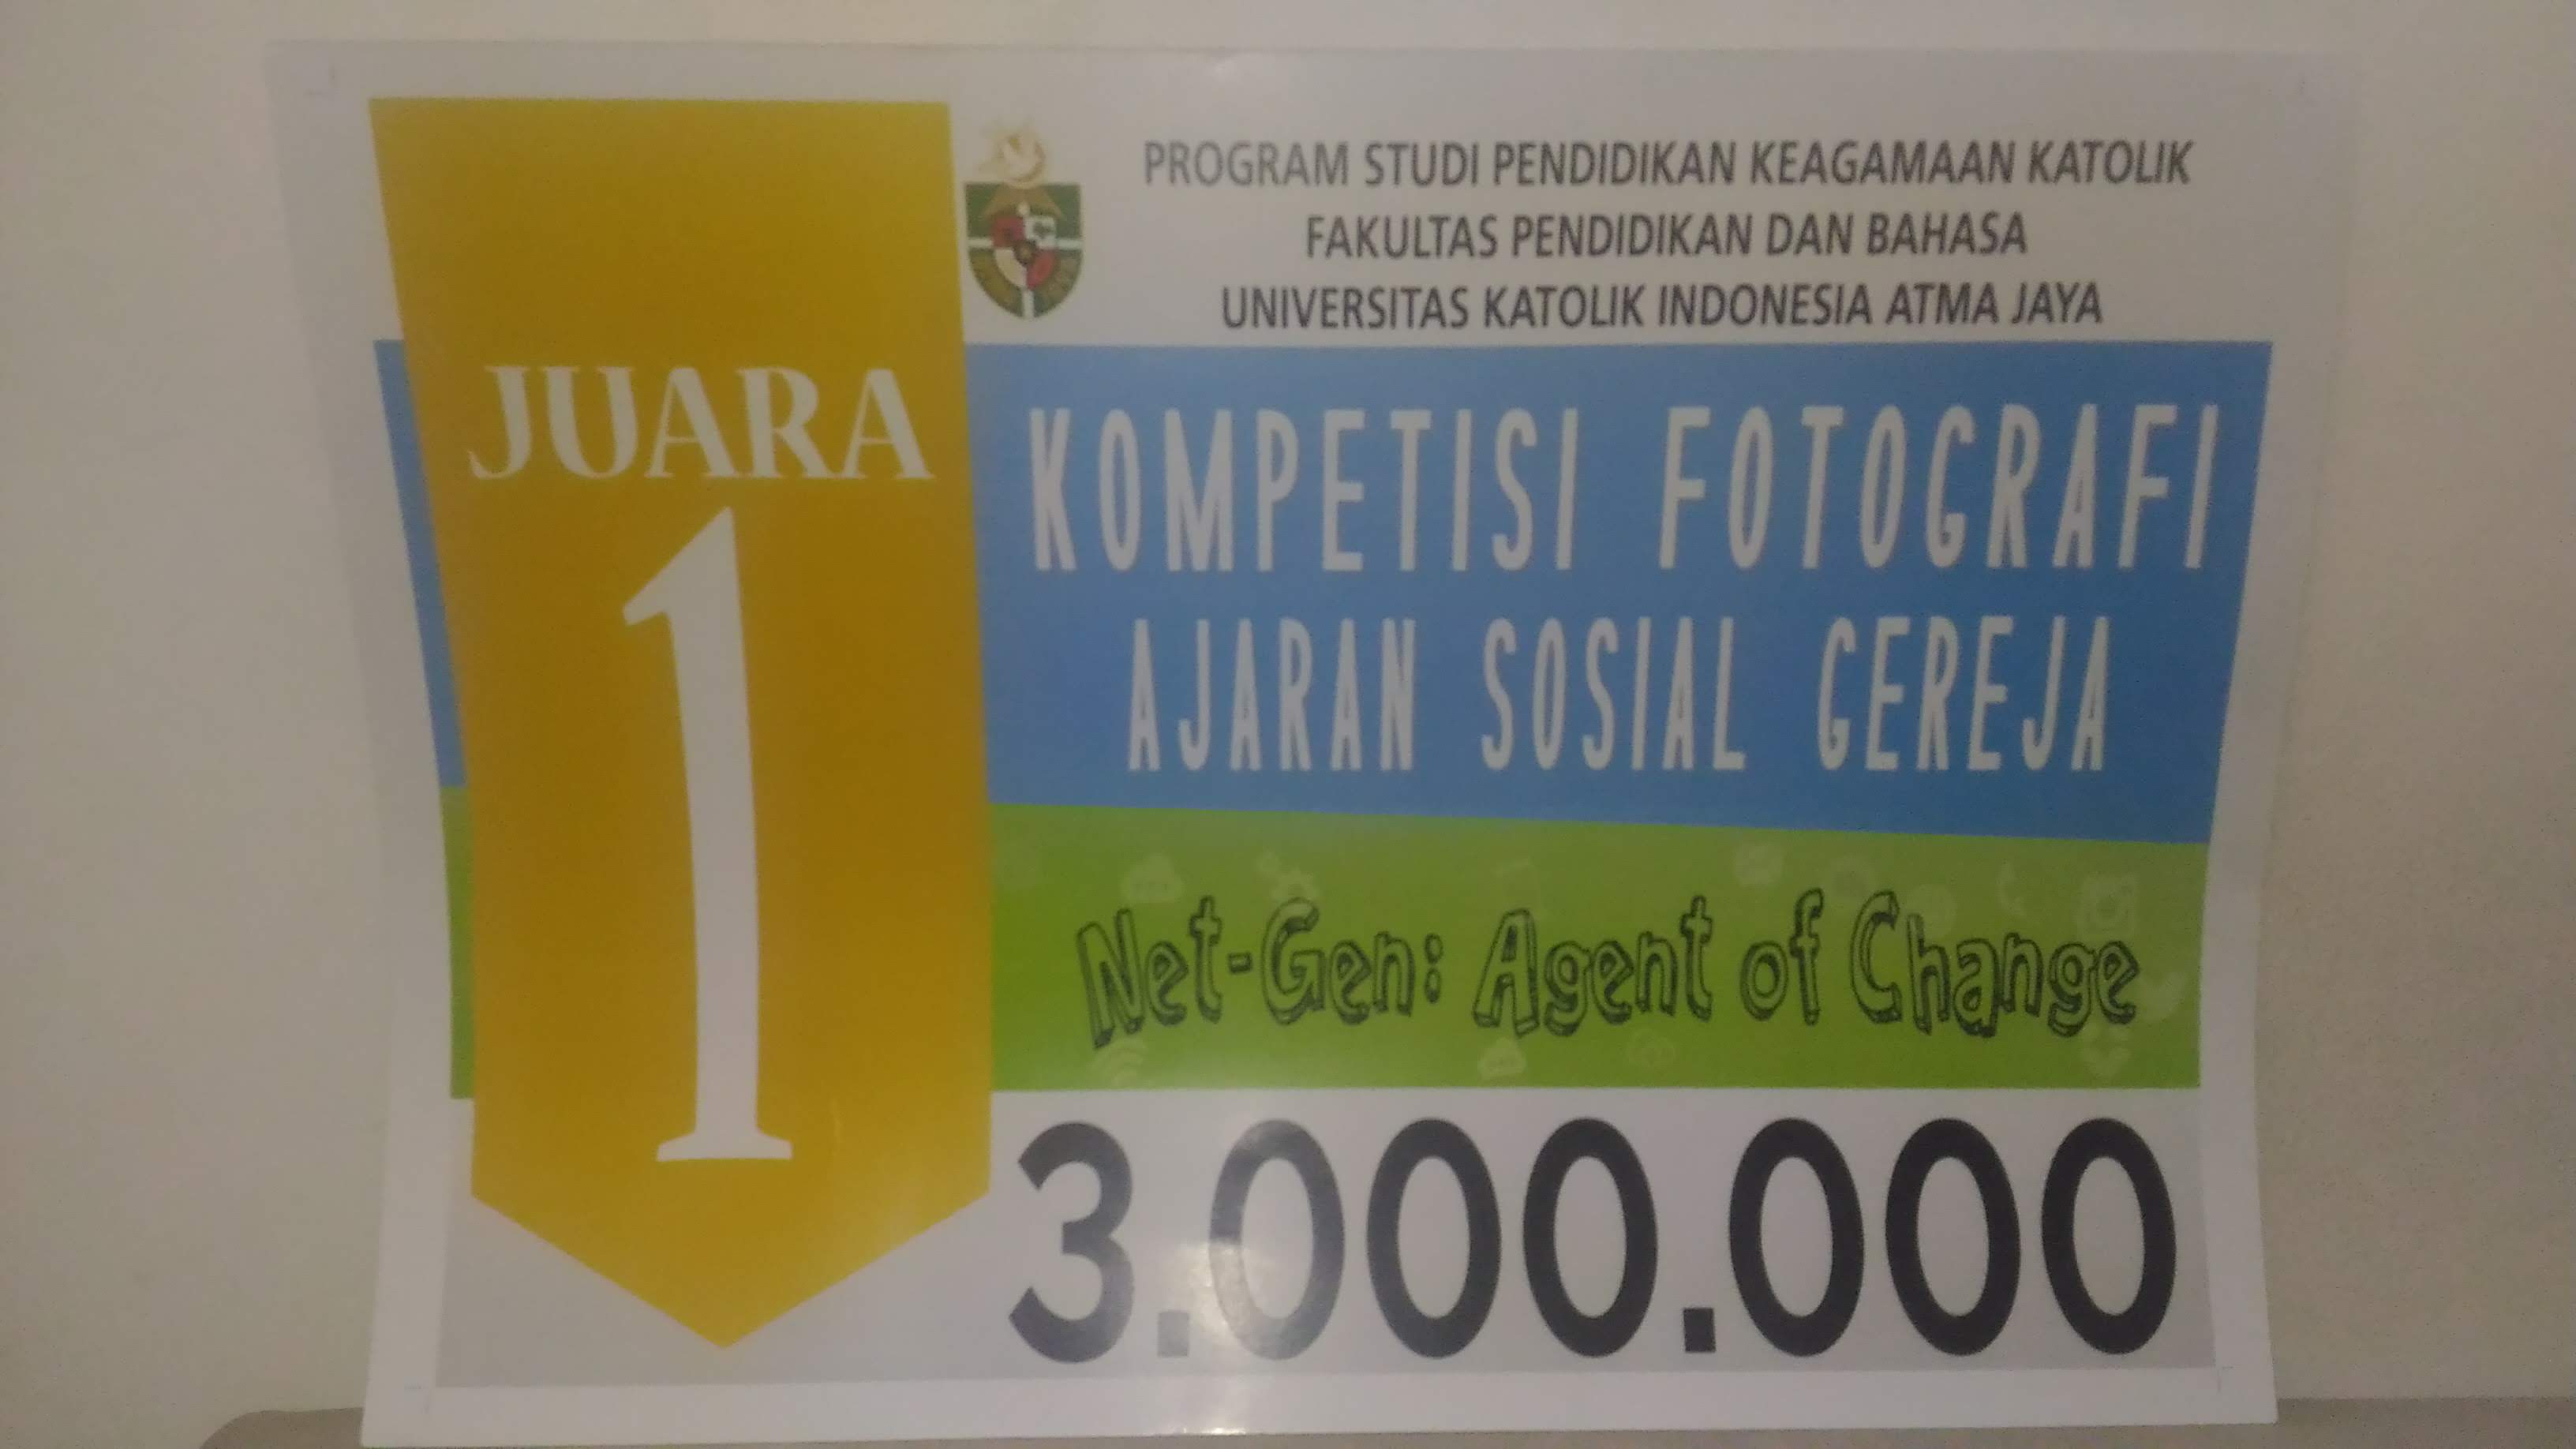 JUARA
1
PROGRAM STUDI PENDIDIKAN KEAGAMAAN KATOLIK
FAKULTAS PENDIDIKAN DAN BAHASA
UNIVERSITAS KATOLIK INDONESIA ATMA JAYA
KOMPETISI FOTOGRAFI
AJARAN SOSIAL GEREJA
Net-Gen: Agent of Change
3.000.000